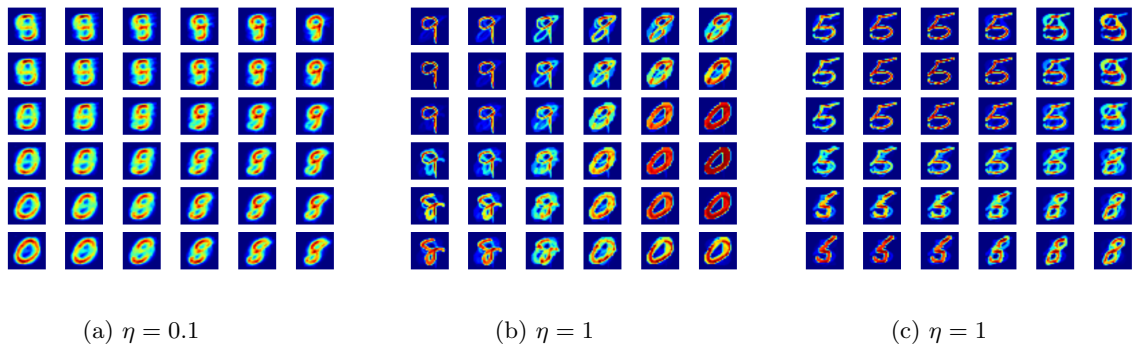 (a) η = 0.1
(b) η = 1
(c) η = 1